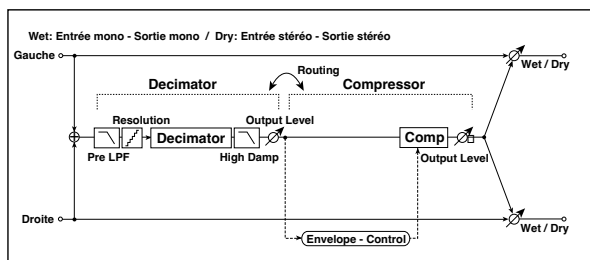 Wet: Entrée mono - Sortie mono / Dry: Entrée stéréo - Sortie stéréo
Gauche
Wet / Dry
Routing
Decimator
Compressor
Resolution
Output Level
Decimator
Comp
Pre LPF
High Damp
Output Level
Droite
Wet / Dry
Envelope - Control